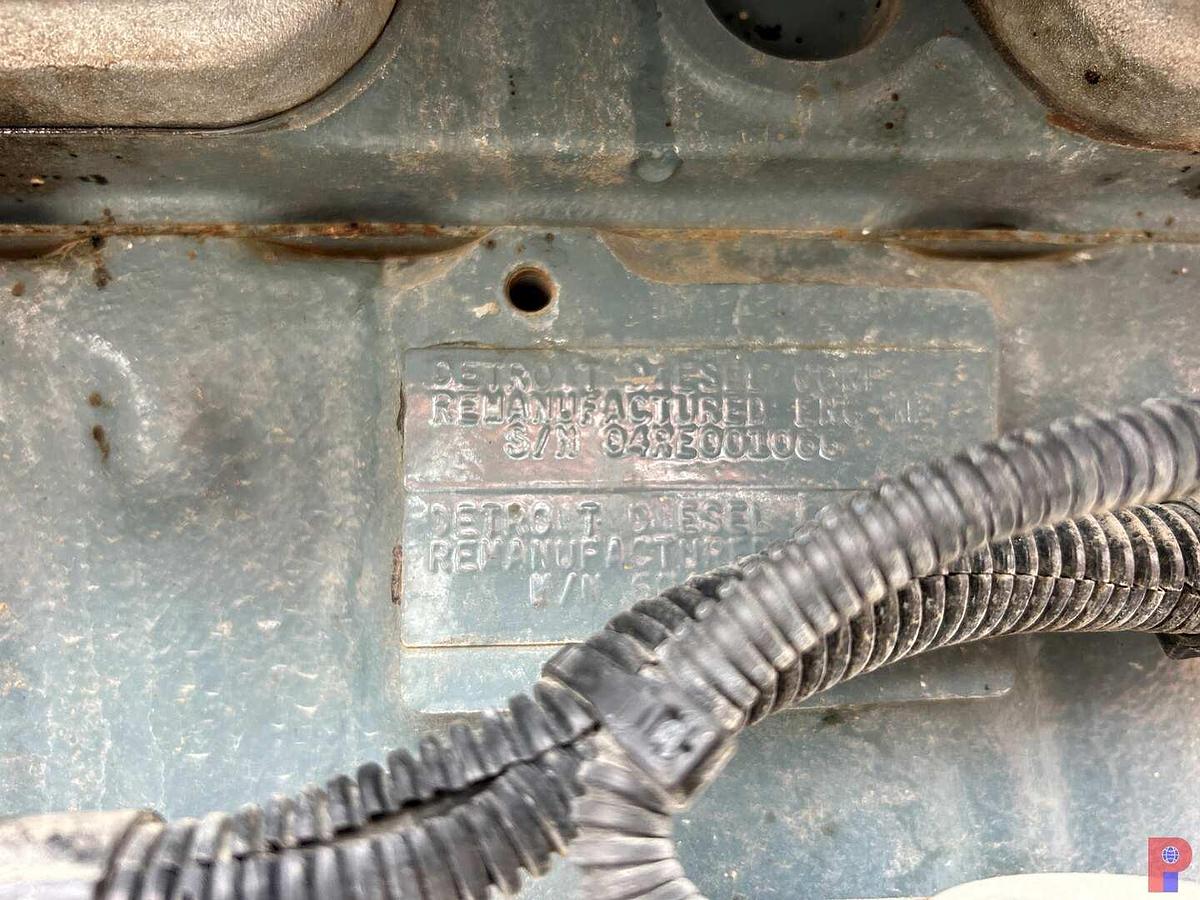 DETROIT DIESEL CORP
REMANUFACTURED ENGINE
S/N 04RE001066
DETROIT DIESEL
REMANUFACTURED
M/N